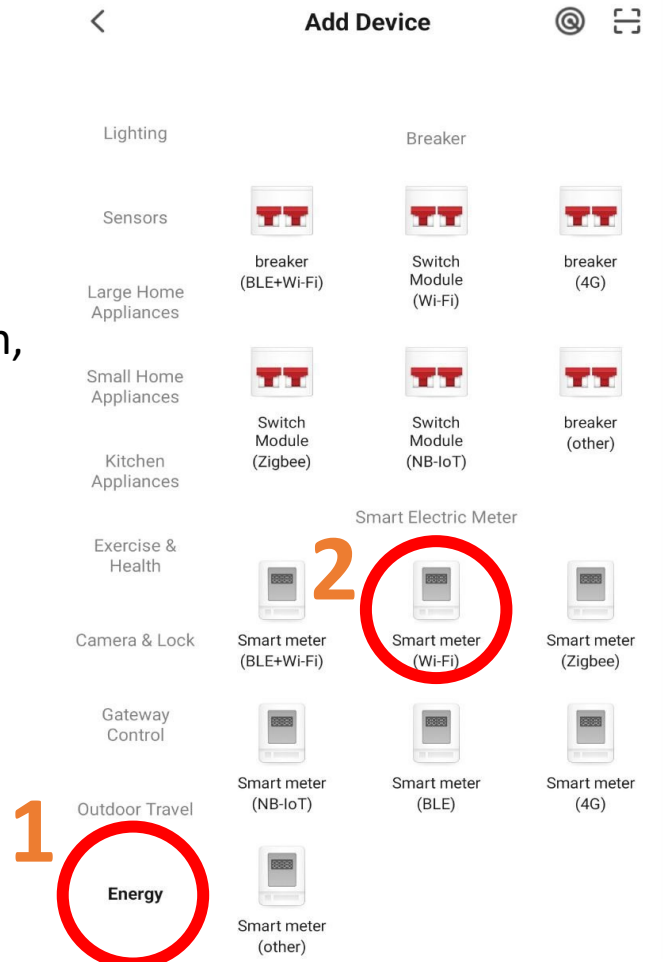 Add Device
Lighting
Sensors
Large Home
Appliances
Small Home
Appliances
Kitchen
Appliances
Exercise &
Health
Camera & Lock
Gateway
Control
Outdoor Travel
1
Energy
Breaker
breaker
(BLE+Wi-Fi)
Switch
Module
(Wi-Fi)
breaker
(4G)
Switch
Module
(Zigbee)
Switch
Module
(NB-IoT)
breaker
(other)
Smart Electric Meter
2
Smart meter
(BLE+Wi-Fi)
Smart meter
(Wi-Fi)
Smart meter
(Zigbee)
Smart meter
(NB-IoT)
Smart meter
(BLE)
Smart meter
(4G)
Smart meter
(other)